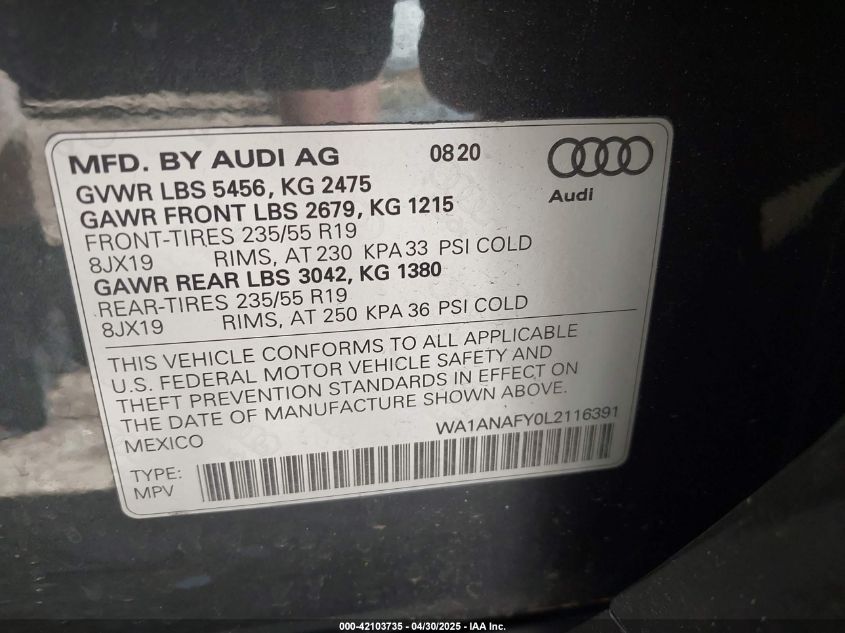 MFD. BY AUDI AG 0820
Audi
GVWR LBS 5456, KG 2475
GAWR FRONT LBS 2679, KG 1215
FRONT-TIRES 235/55 R19
8JX19 RIMS, AT 230 KPA 33 PSI COLD
GAWR REAR LBS 3042, KG 1380
REAR-TIRES 235/55 R19
8JX19 RIMS, AT 250 KPA 36 PSI COLD
THIS VEHICLE CONFORMS TO ALL APPLICABLE
U.S. FEDERAL MOTOR VEHICLE SAFETY AND
THEFT PREVENTION STANDARDS IN EFFECT ON
THE DATE OF MANUFACTURE SHOWN ABOVE.
MEXICO WA1ANAFY0L2116391
TYPE:
MPV
000-42103735 - 04/30/2025 - IAA Inc.